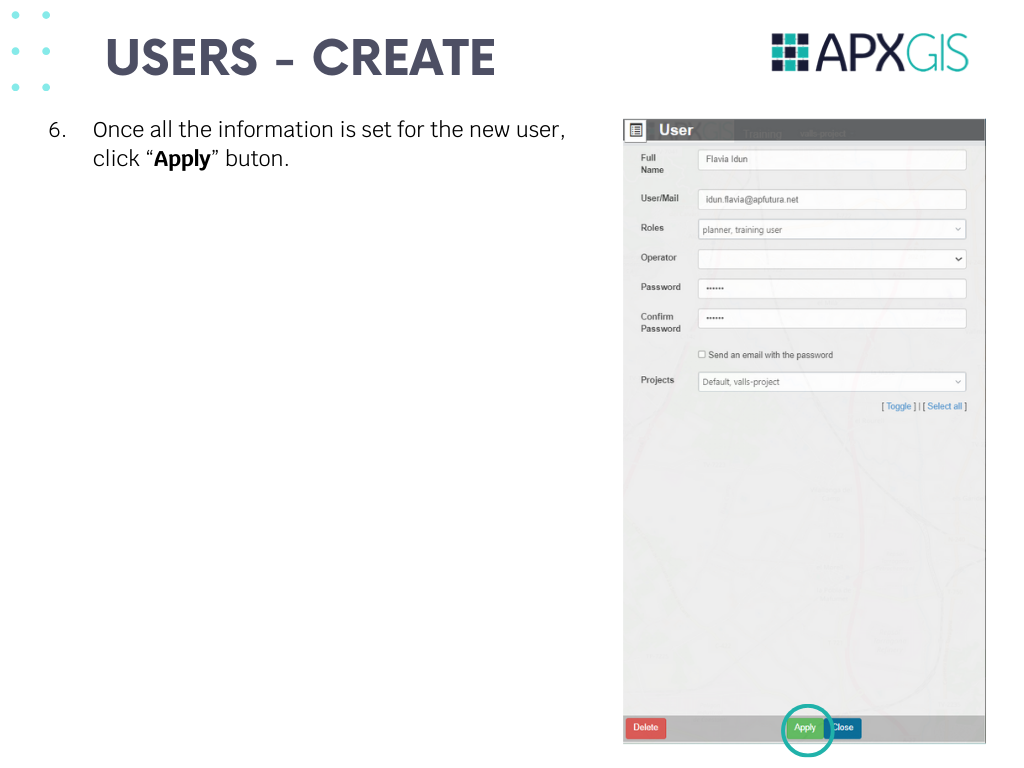 USERS - CREATE
APXGIS
6. Once all the information is set for the new user,
click “Apply” buton.
User
Full
Name
Flavia Idun
User/Mail
idun.flavia@apfutura.net
Roles
planner, training user
Operator
Password
••••••
Confirm
Password
••••••
Send an email with the password
Projects
Default, valls-project
[ Toggle ] | [ Select all ]
Delete
Apply
Close